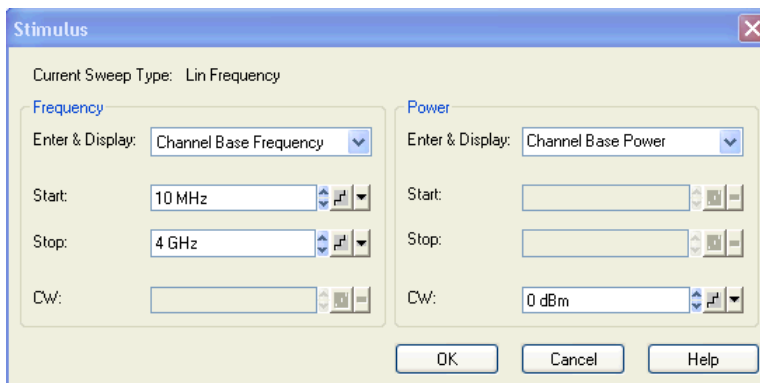 Stimulus
Current Sweep Type: Lin Frequency
Frequency
Enter & Display: Channel Base Frequency
Start: 10 MHz
Stop: 4 GHz
CW:
Power
Enter & Display: Channel Base Power
Start:
Stop:
CW: 0 dBm
OK Cancel Help